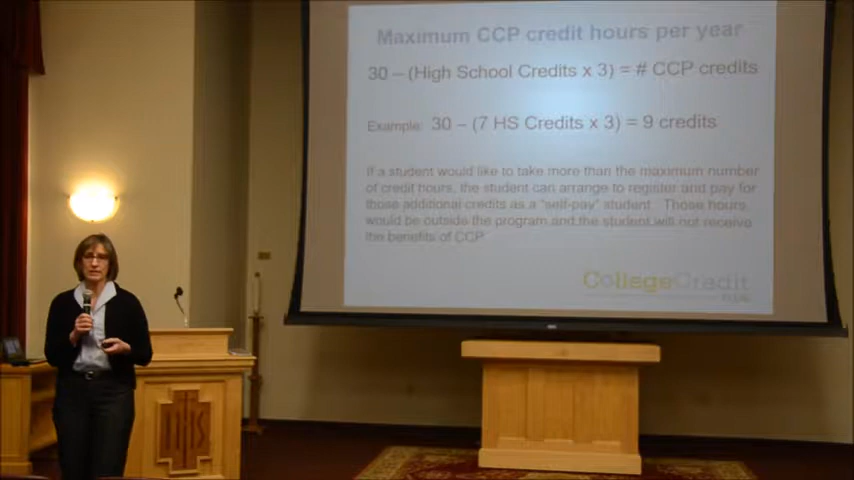 Maximum CCP credit hours per year
30 – (High School Credits x 3) = # CCP credits
Example: 30 – (7 HS Credits x 3) = 9 credits
If a student would like to take more than the maximum number
of credit hours, the student can arrange to register and pay for
those additional credits as a "self-pay" student. Those hours
would be outside the program and the student will not receive
the benefits of CCP
CollegeCredit